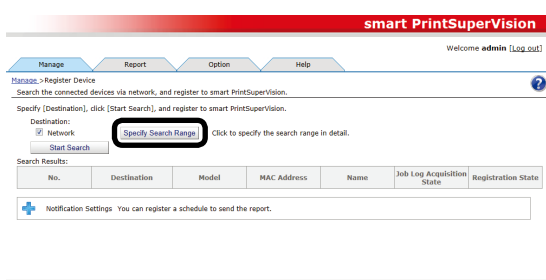 smart PrintSuperVision
Welcome admin [Log out]
Manage Report Option Help
Manage >Register Device
Search the connected devices via network, and register to smart PrintSuperVision.
Specify [Destination], click [Start Search], and register to smart PrintSuperVision.
Destination:
Network Specify Search Range Click to specify the search range in detail.
Start Search
Search Results:
No. Destination Model MAC Address Name Job Log Acquisition State Registration State
Notification Settings You can register a schedule to send the report.